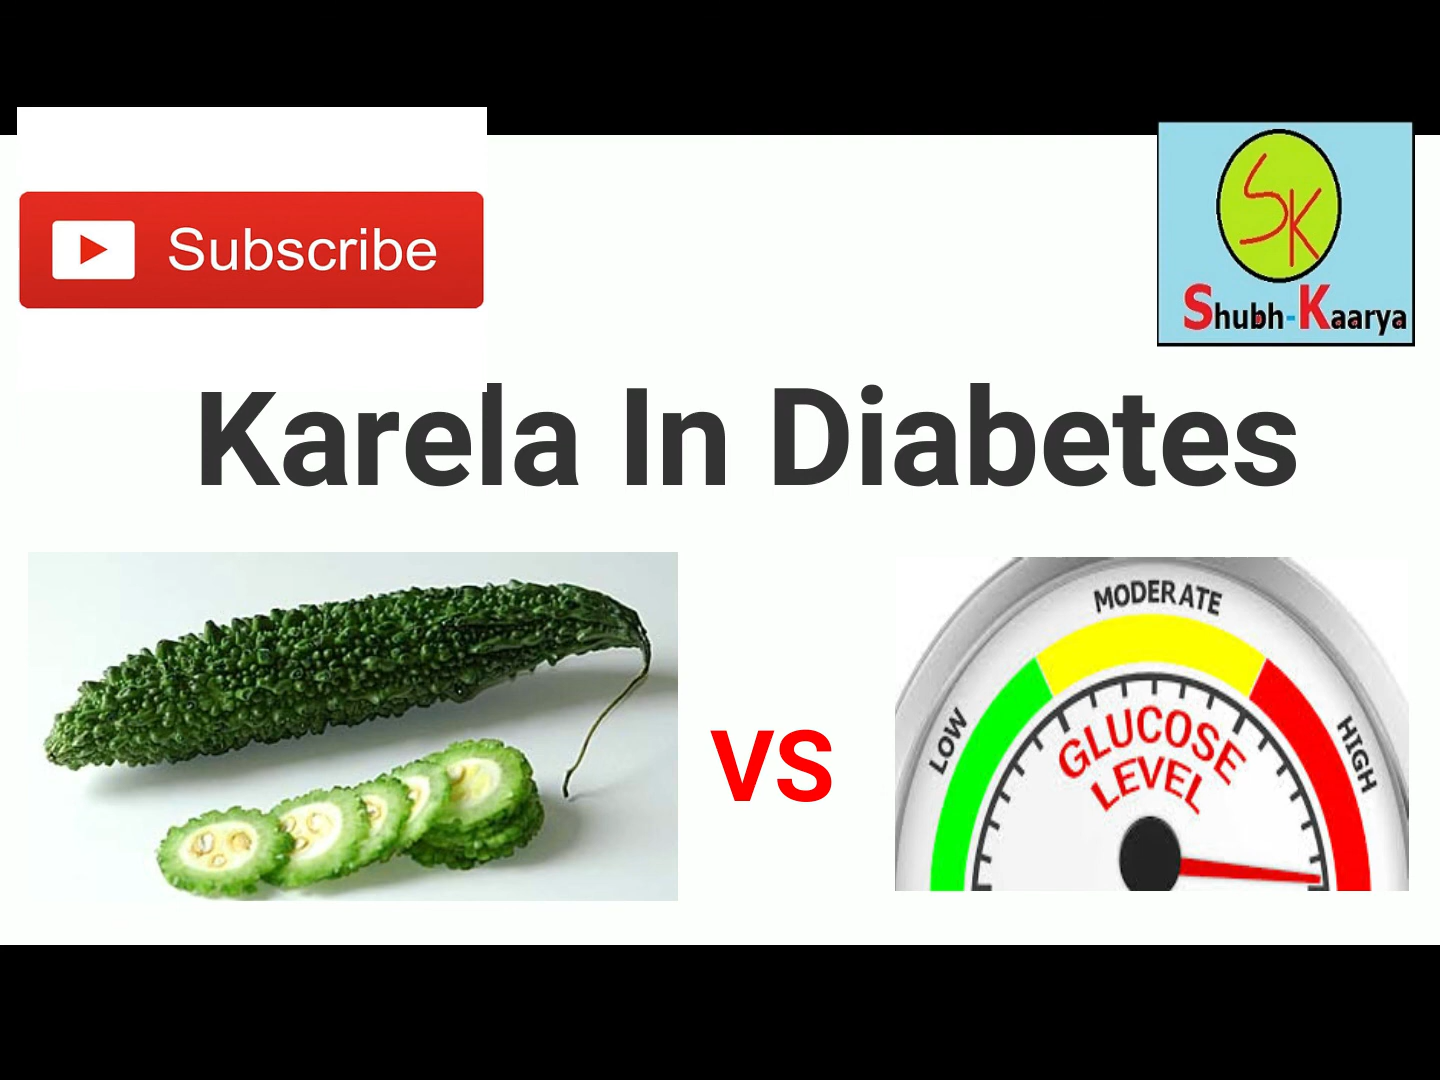 Subscribe
SK
Shubh-Kaarya
Karela In Diabetes
VS
LOW
MODERATE
HIGH
GLUCOSE
LEVEL